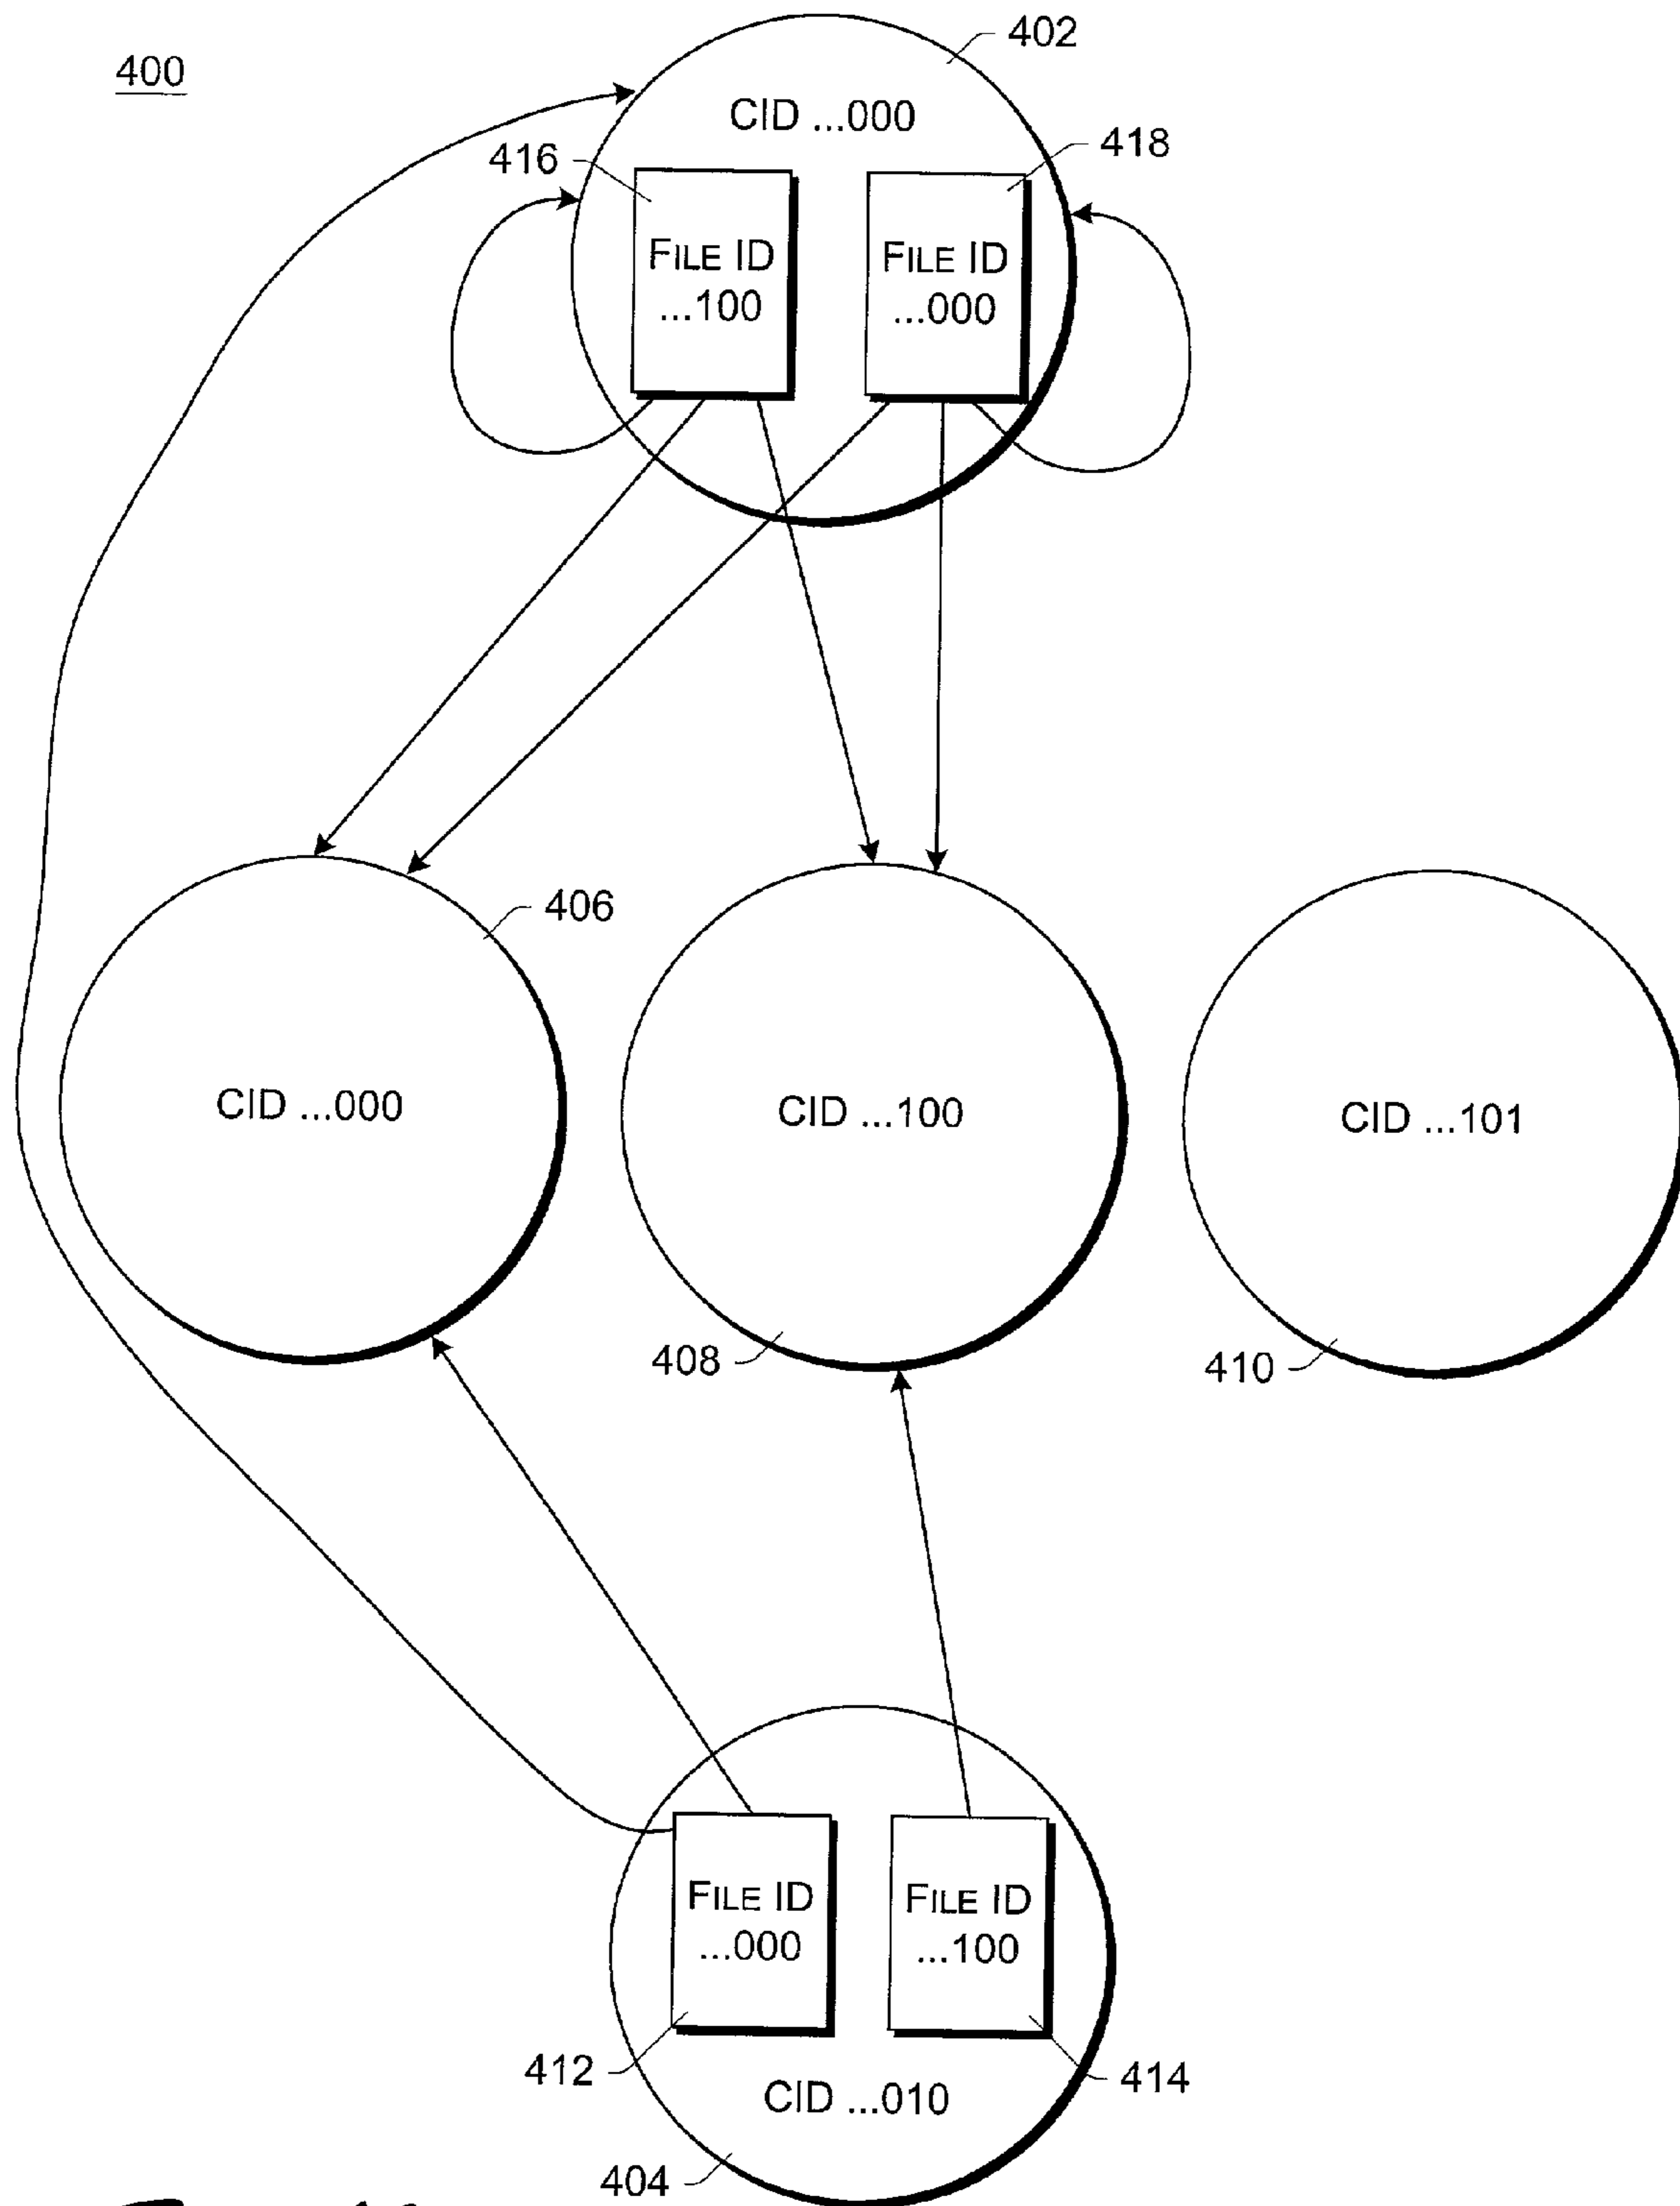 400
402
CID ...000
416
418
FILE ID
...100
FILE ID
...000
406
CID ...000
CID ...100
CID ...101
408
410
FILE ID
...000
FILE ID
...100
412
414
CID ...010
404